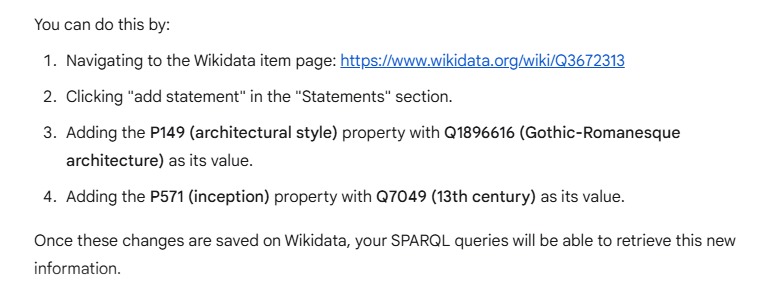 You can do this by:
1. Navigating to the Wikidata item page: https://www.wikidata.org/wiki/Q3672313
2. Clicking "add statement" in the "Statements" section.
3. Adding the P149 (architectural style) property with Q1896616 (Gothic-Romanesque
architecture) as its value.
4. Adding the P571 (inception) property with Q7049 (13th century) as its value.
Once these changes are saved on Wikidata, your SPARQL queries will be able to retrieve this new
information.